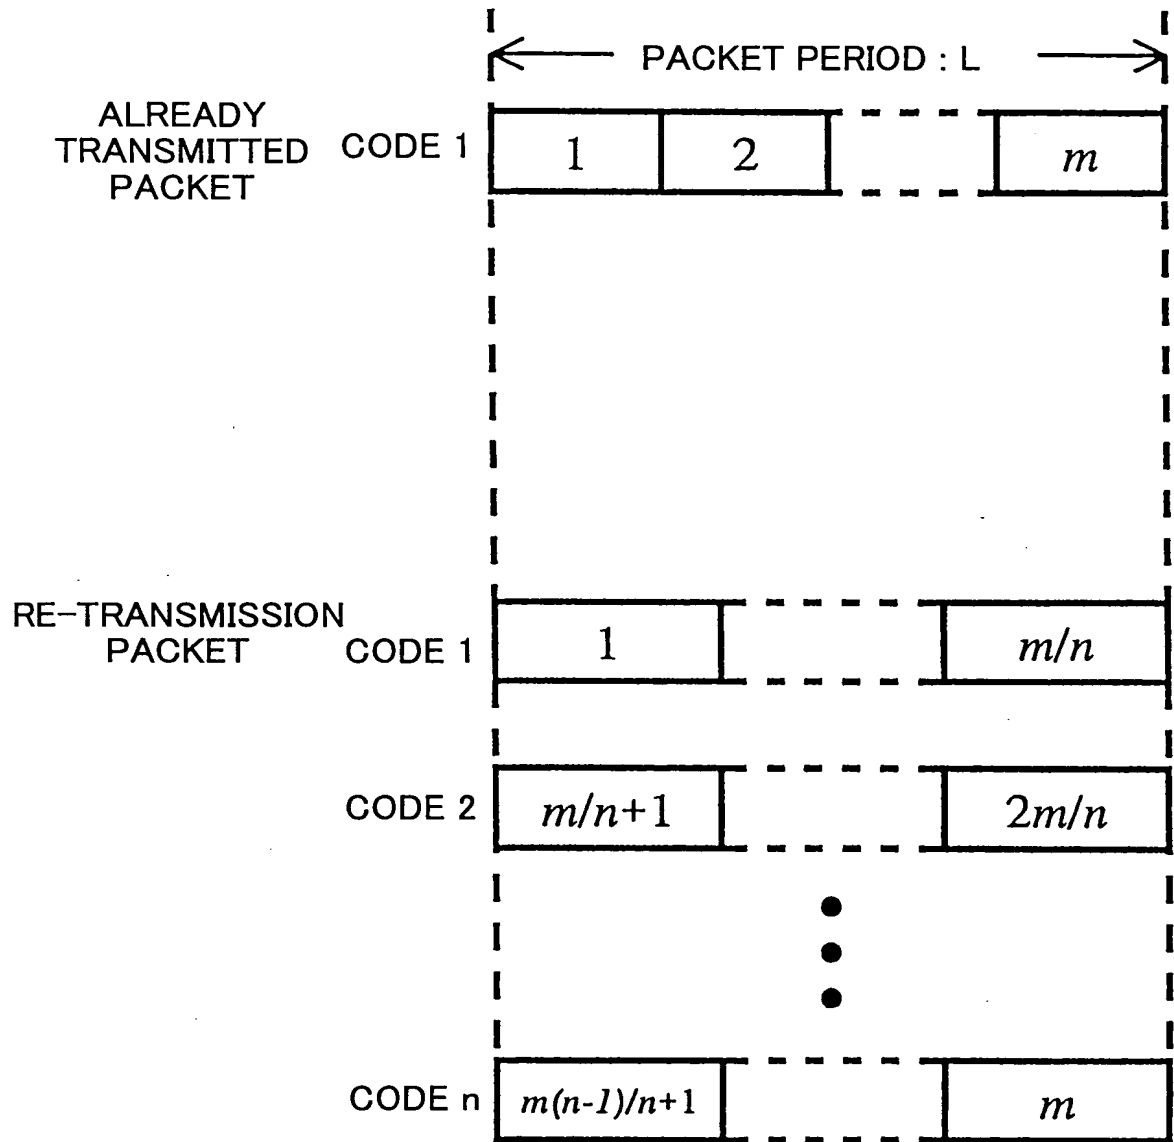 PACKET PERIOD : L
ALREADY
TRANSMITTED
PACKET
CODE 1
1
2
m
RE-TRANSMISSION
PACKET
CODE 1
1
m/n
CODE 2
m/n+1
2m/n
CODE n
m(n-1)/n+1
m